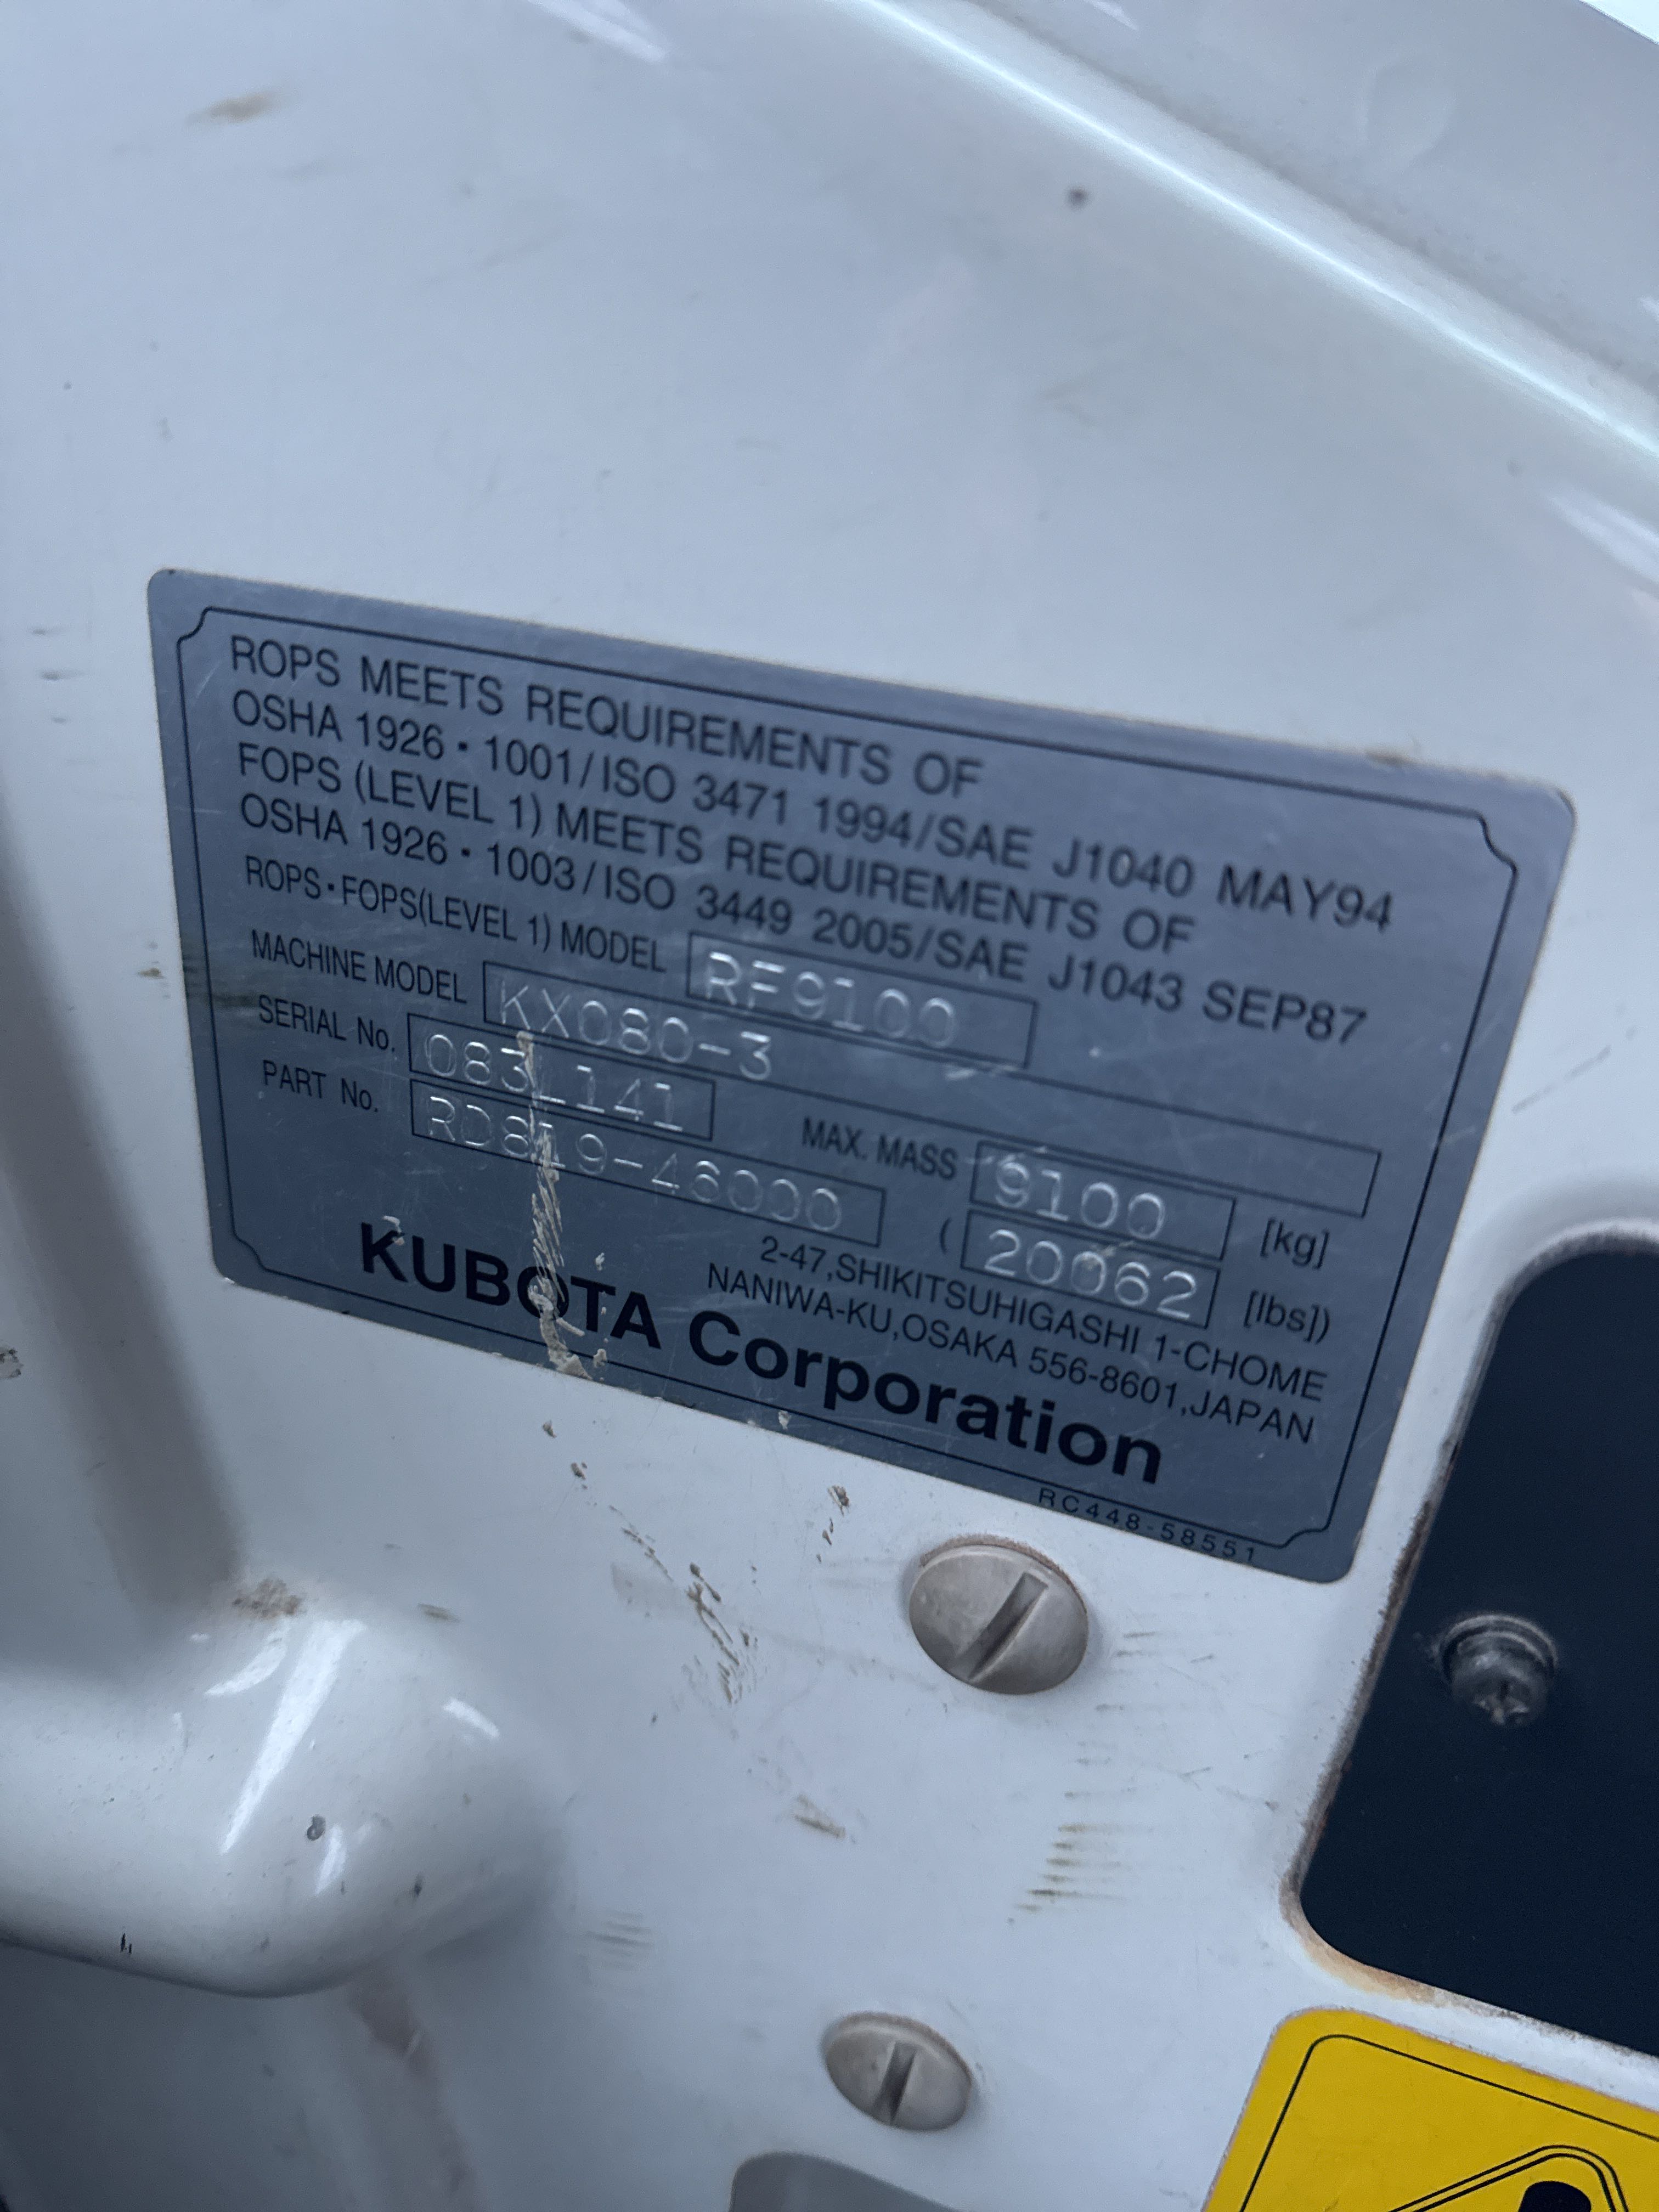 ROPS MEETS REQUIREMENTS OF
OSHA 1926・1001/ISO 3471 1994/SAE J1040 MAY94
FOPS (LEVEL 1) MEETS REQUIREMENTS OF
OSHA 1926・1003/ISO 3449 2005/SAE J1043 SEP87
ROPS・FOPS(LEVEL 1) MODEL RF9100
MACHINE MODEL KX080-3
SERIAL No.
MAX. MASS 9100 [kg]
PART No. RD819-46000
(20062 [lbs])
2-47,SHIKITSUHIGASHI 1-CHOME
NANIWA-KU,OSAKA 556-8601,JAPAN
KUBOTA Corporation
RC448-58551